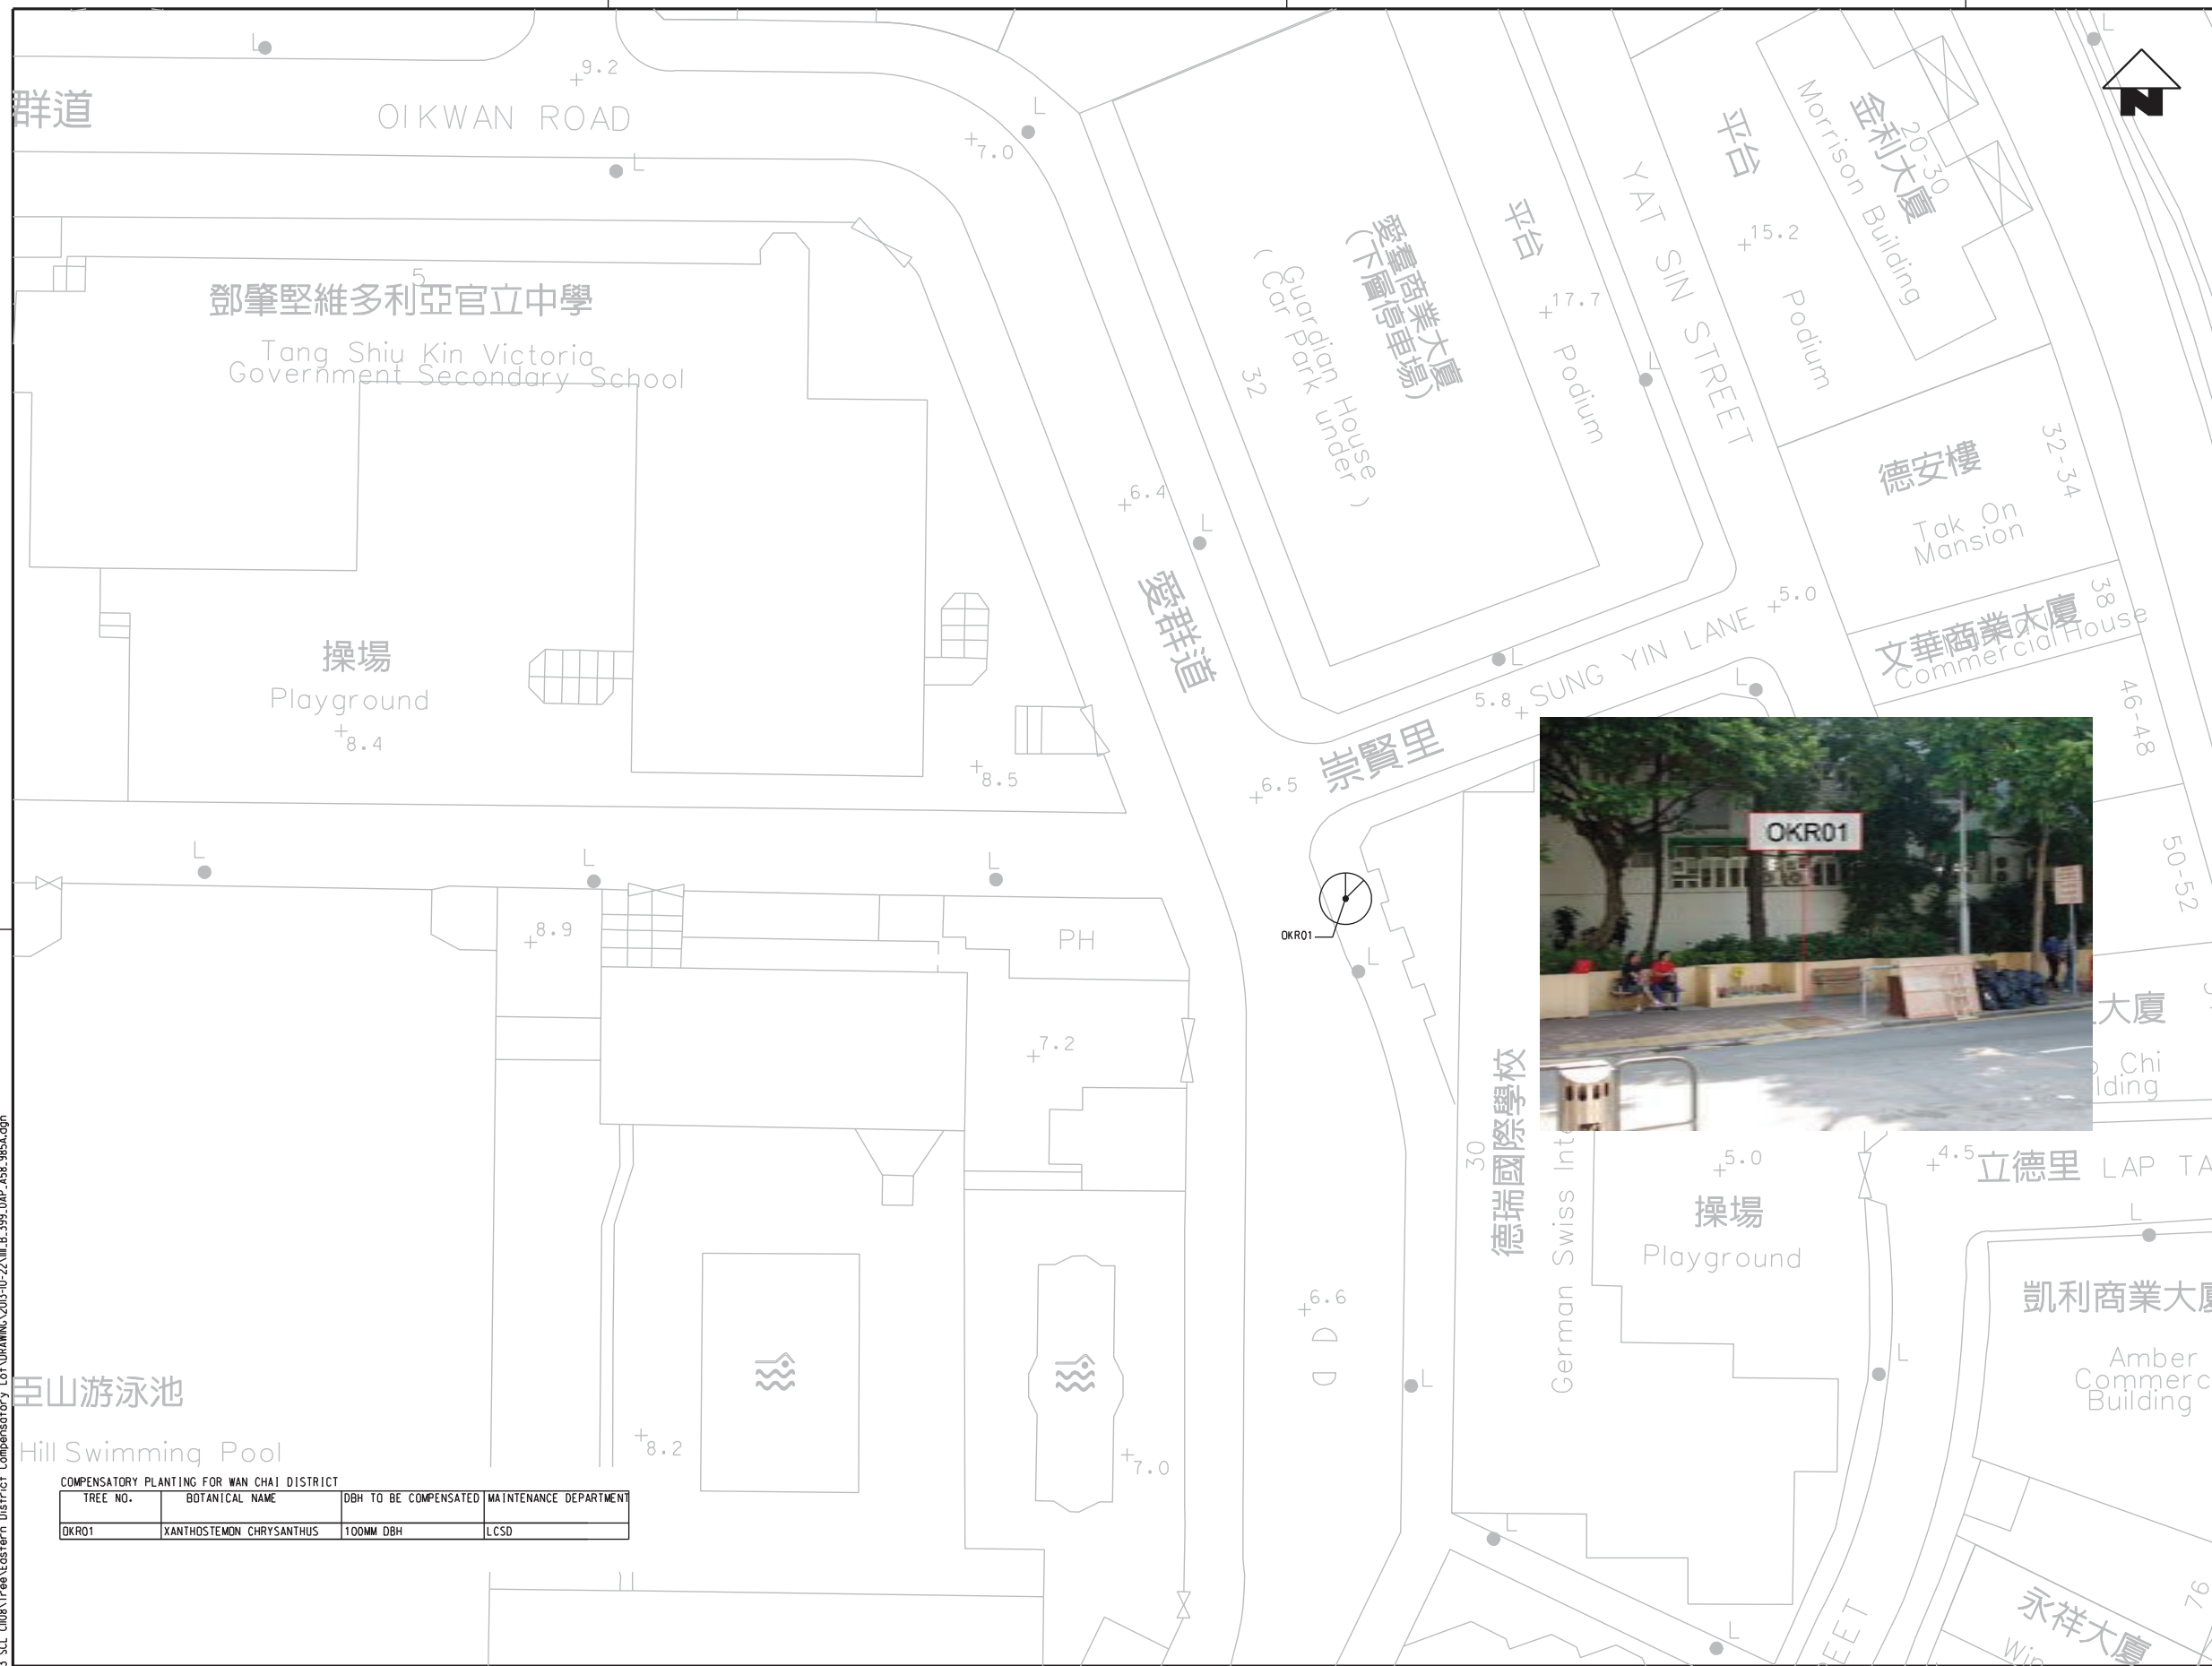 L
9.2
群道
OIKWAN ROAD
L
7.0
L
L
N
金利大廈
20-30
Morrison Building
平台
Podium
15.2
YAT SIN STREET
平台
Podium
17.7
L
愛羣商業大廈
(下層停車場)
Guardian House
( Car Park under )
32
5
鄧肇堅維多利亞官立中學
Tang Shiu Kin Victoria
Government Secondary School
32-34
德安樓
Tak On
Mansion
6.4
L
愛群道
38
文華商業大廈
Commercial House
5.0
SUNG YIN LANE
5.8
L
L
崇賢里
6.5
46-48
操場
Playground
8.4
8.5
OKR01
50-52
L
L
L
8.9
PH
OKR01
L
7.2
大廈
Chi
lding
30
德瑞國際學校
German Swiss Inte
5.0
操場
Playground
4.5
立德里 LAP TA
L
6.6
L
L
凱利商業大廈
Amber
Commerc
Building
臣山游泳池
Hill Swimming Pool
8.2
7.0
COMPENSATORY PLANTING FOR WAN CHAI DISTRICT
TREE NO. BOTANICAL NAME DBH TO BE COMPENSATED MAINTENANCE DEPARTMENT
OKR01 XANTHOSTEMON CHRYSANTHUS 100MM DBH LCSD
L
L
EET
永祥大廈
Win
76